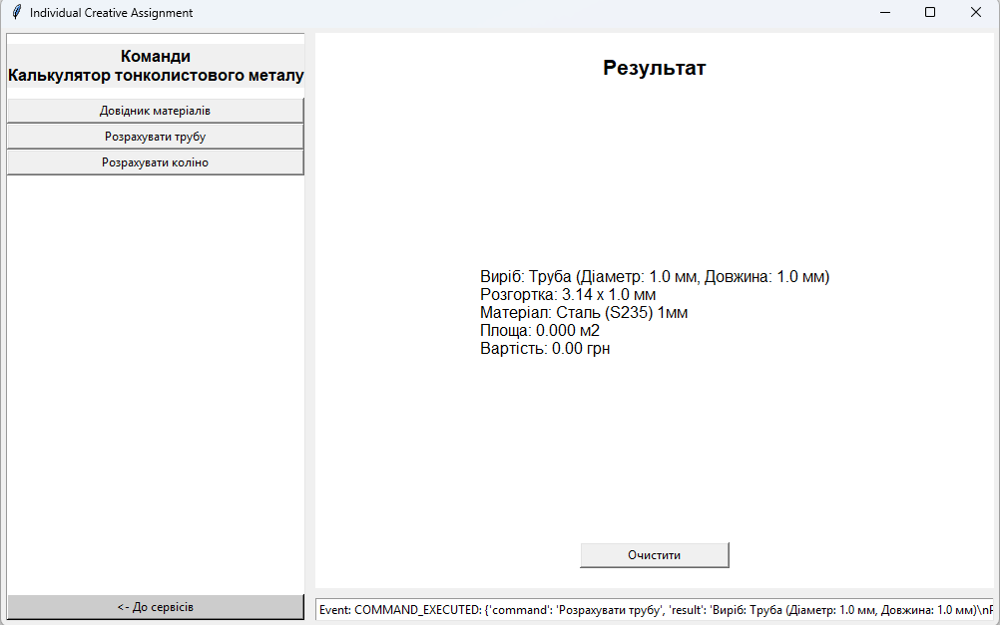 Individual Creative Assignment
Команди
Калькулятор тонколистового металу
Довідник матеріалів
Розрахувати трубу
Розрахувати коліно
<- До сервісів
Результат
Виріб: Труба (Діаметр: 1.0 мм, Довжина: 1.0 мм)
Розгортка: 3.14 x 1.0 мм
Матеріал: Сталь (S235) 1мм
Площа: 0.000 м2
Вартість: 0.00 грн
Очистити
Event: COMMAND_EXECUTED: {'command': 'Розрахувати трубу', 'result': 'Виріб: Труба (Діаметр: 1.0 мм, Довжина: 1.0 мм)\nР